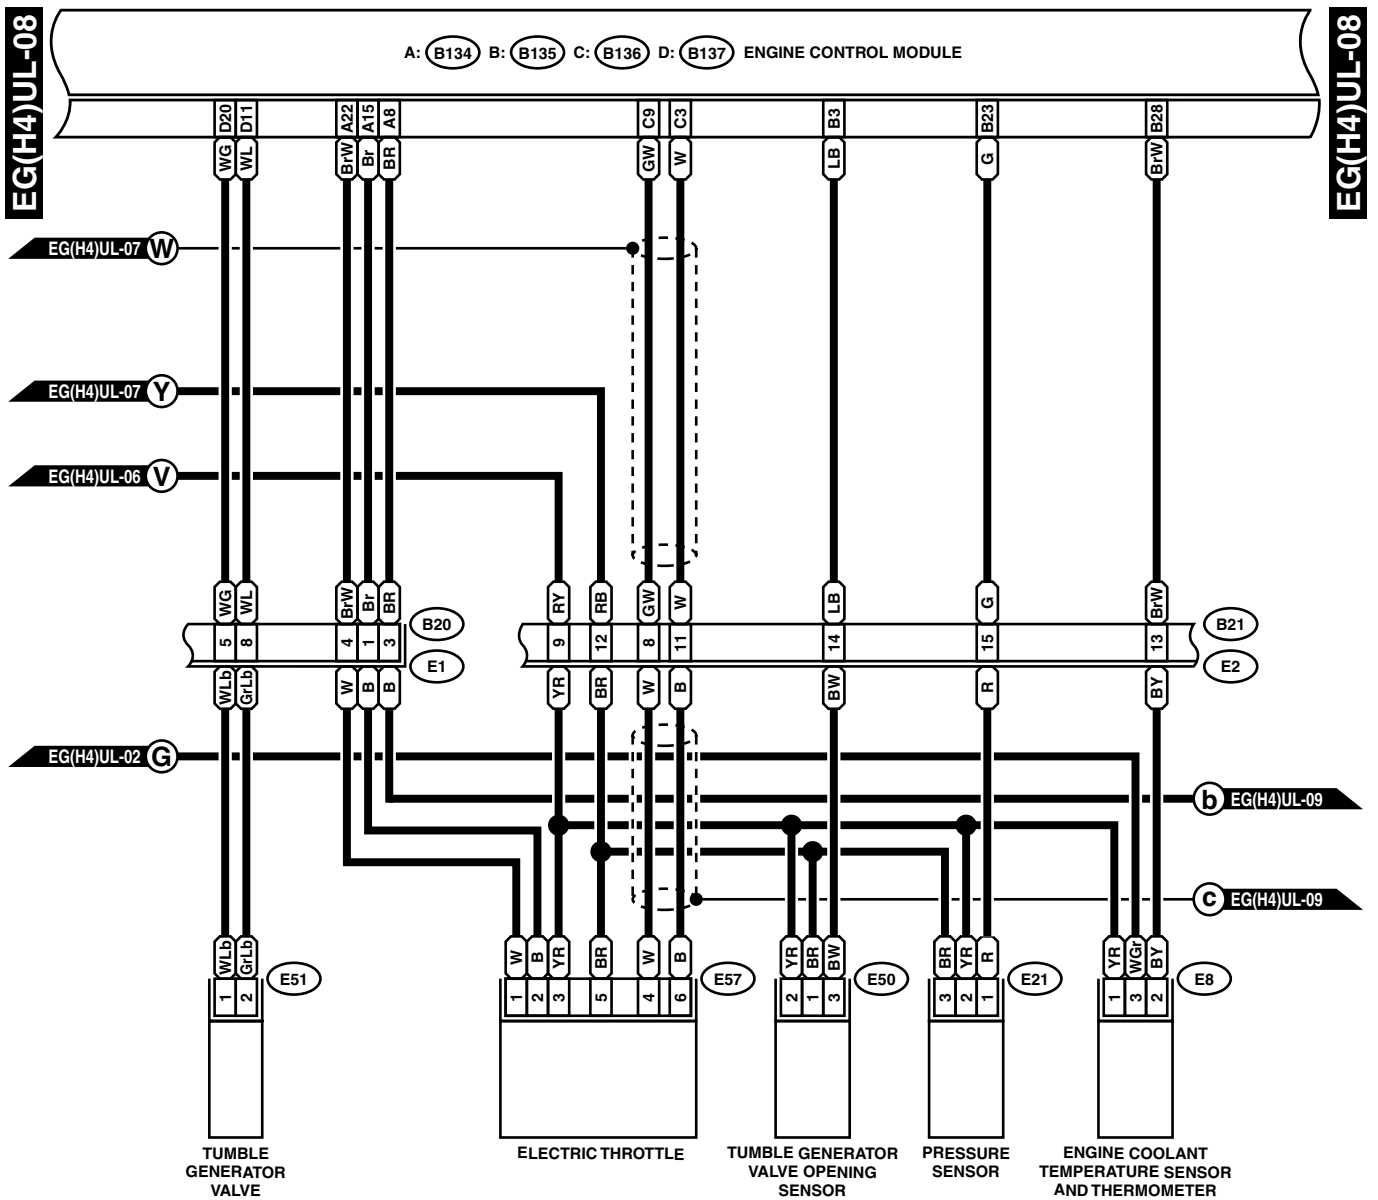 EG(H4)UL-08
EG(H4)UL-08
A: B134 B: B135 C: B136 D: B137 ENGINE CONTROL MODULE
D20 D11 A22 A15 A8 C9 C3 B3 B23 B28
WG WL BrW Br BR GW W LB G BrW
EG(H4)UL-07 W
EG(H4)UL-07 Y
EG(H4)UL-06 V
WG WL BrW Br BR RY RB GW W LB G BrW
B20 B21
5 8 4 1 3 9 12 8 11 14 15 13
E1 E2
WLb GrLb W B B YR BR W B BW R BY
EG(H4)UL-02 G
b EG(H4)UL-09
c EG(H4)UL-09
WLb GrLb W B YR BR W B YR BR BW BR YR R YR WGr BY
E51 E57 E50 E21 E8
1 2 1 2 3 5 4 6 2 1 3 3 2 1 1 3 2
TUMBLE
GENERATOR
VALVE
ELECTRIC THROTTLE
TUMBLE GENERATOR
VALVE OPENING
SENSOR
PRESSURE
SENSOR
ENGINE COOLANT
TEMPERATURE SENSOR
AND THERMOMETER